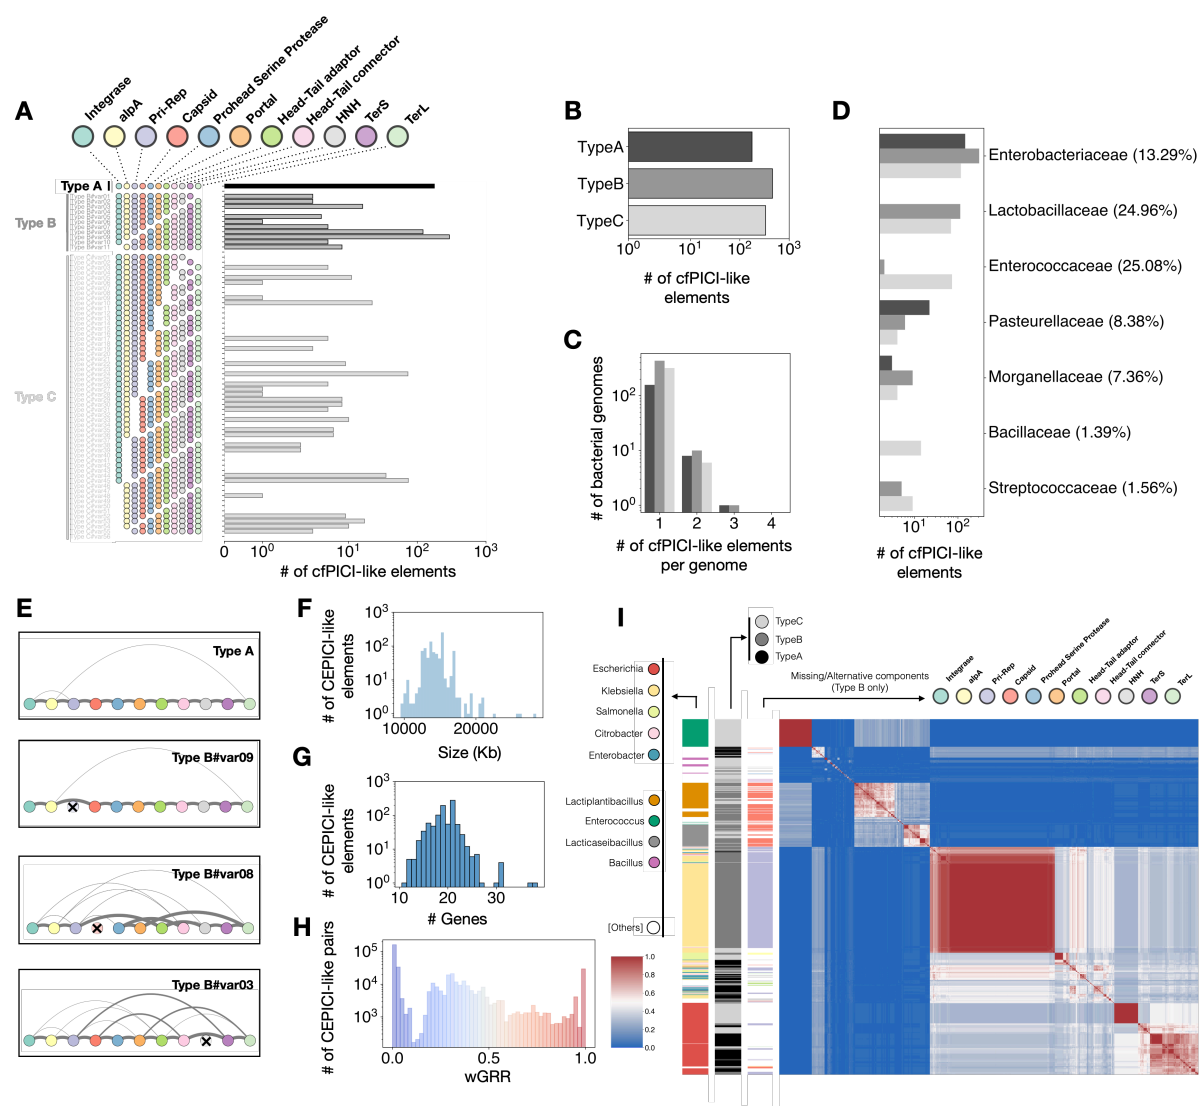 A
Integrase
alpA
Pri-Rep
Capsid
Prohead Serine Protease
Portal
Head-Tail adaptor
Head-Tail connector
HNH
TerS
TerL
Type A
Type B
Type C
0
10^0
10^1
10^2
10^3
# of cfPICI-like elements
B
TypeA
TypeB
TypeC
10^0
10^1
10^2
10^3
# of cfPICI-like
elements
C
# of bacterial genomes
10^2
10^1
10^0
1
2
3
4
# of cfPICI-like elements
per genome
D
Enterobacteriaceae (13.29%)
Lactobacillaceae (24.96%)
Enterococcaceae (25.08%)
Pasteurellaceae (8.38%)
Morganellaceae (7.36%)
Bacillaceae (1.39%)
Streptococcaceae (1.56%)
10^1
10^2
# of cfPICI-like
elements
E
Type A
Type B#var09
Type B#var08
Type B#var03
F
# of CEPICI-like
elements
10^3
10^2
10^1
10^0
10000
20000
Size (Kb)
G
# of CEPICI-like
elements
10^3
10^2
10^1
10^0
10
20
30
# Genes
H
# of CEPICI-like pairs
10^5
10^4
10^3
0.0
0.5
1.0
wGRR
I
TypeC
TypeB
TypeA
Escherichia
Klebsiella
Salmonella
Citrobacter
Enterobacter
Lactiplantibacillus
Enterococcus
Lacticaseibacillus
Bacillus
[Others]
Missing/Alternative components
(Type B only)
Integrase
alpA
Pri-Rep
Capsid
Prohead Serine Protease
Portal
Head-Tail adaptor
Head-Tail connector
HNH
TerS
TerL
1.0
0.8
0.6
0.4
0.2
0.0